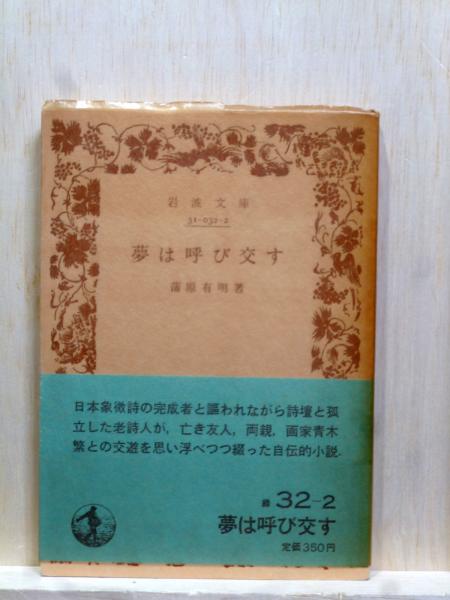 岩波文庫
31-032-2
夢は呼び交す
蒲原有明著
日本象徴詩の完成者と謳われながら詩壇と孤
立した老詩人が，亡き友人，両親，画家青木
繁との交遊を思い浮べつつ綴った自伝的小説．
緑 32-2
夢は呼び交す
定価350円